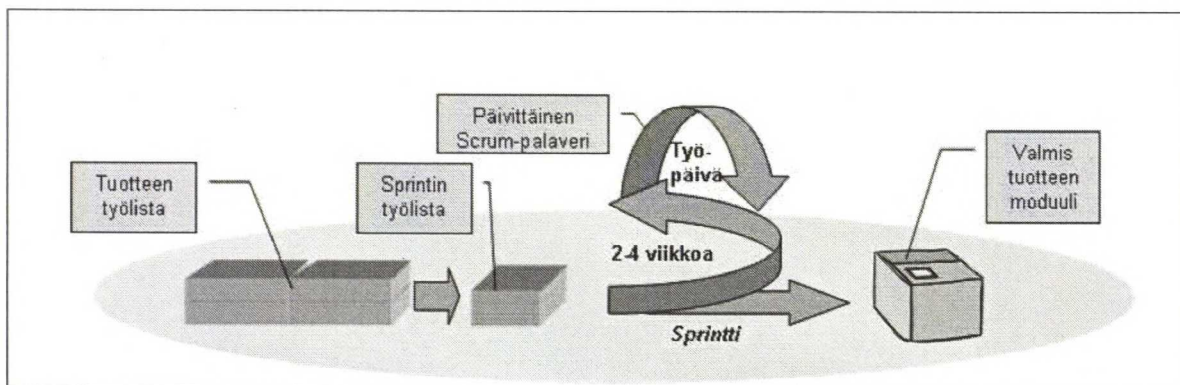 Tuotteen
työlista
Sprintin
työlista
Päivittäinen
Scrum-palaveri
Työ-
päivä
2-4 viikkoa
Sprintti
Valmis
tuotteen
moduuli